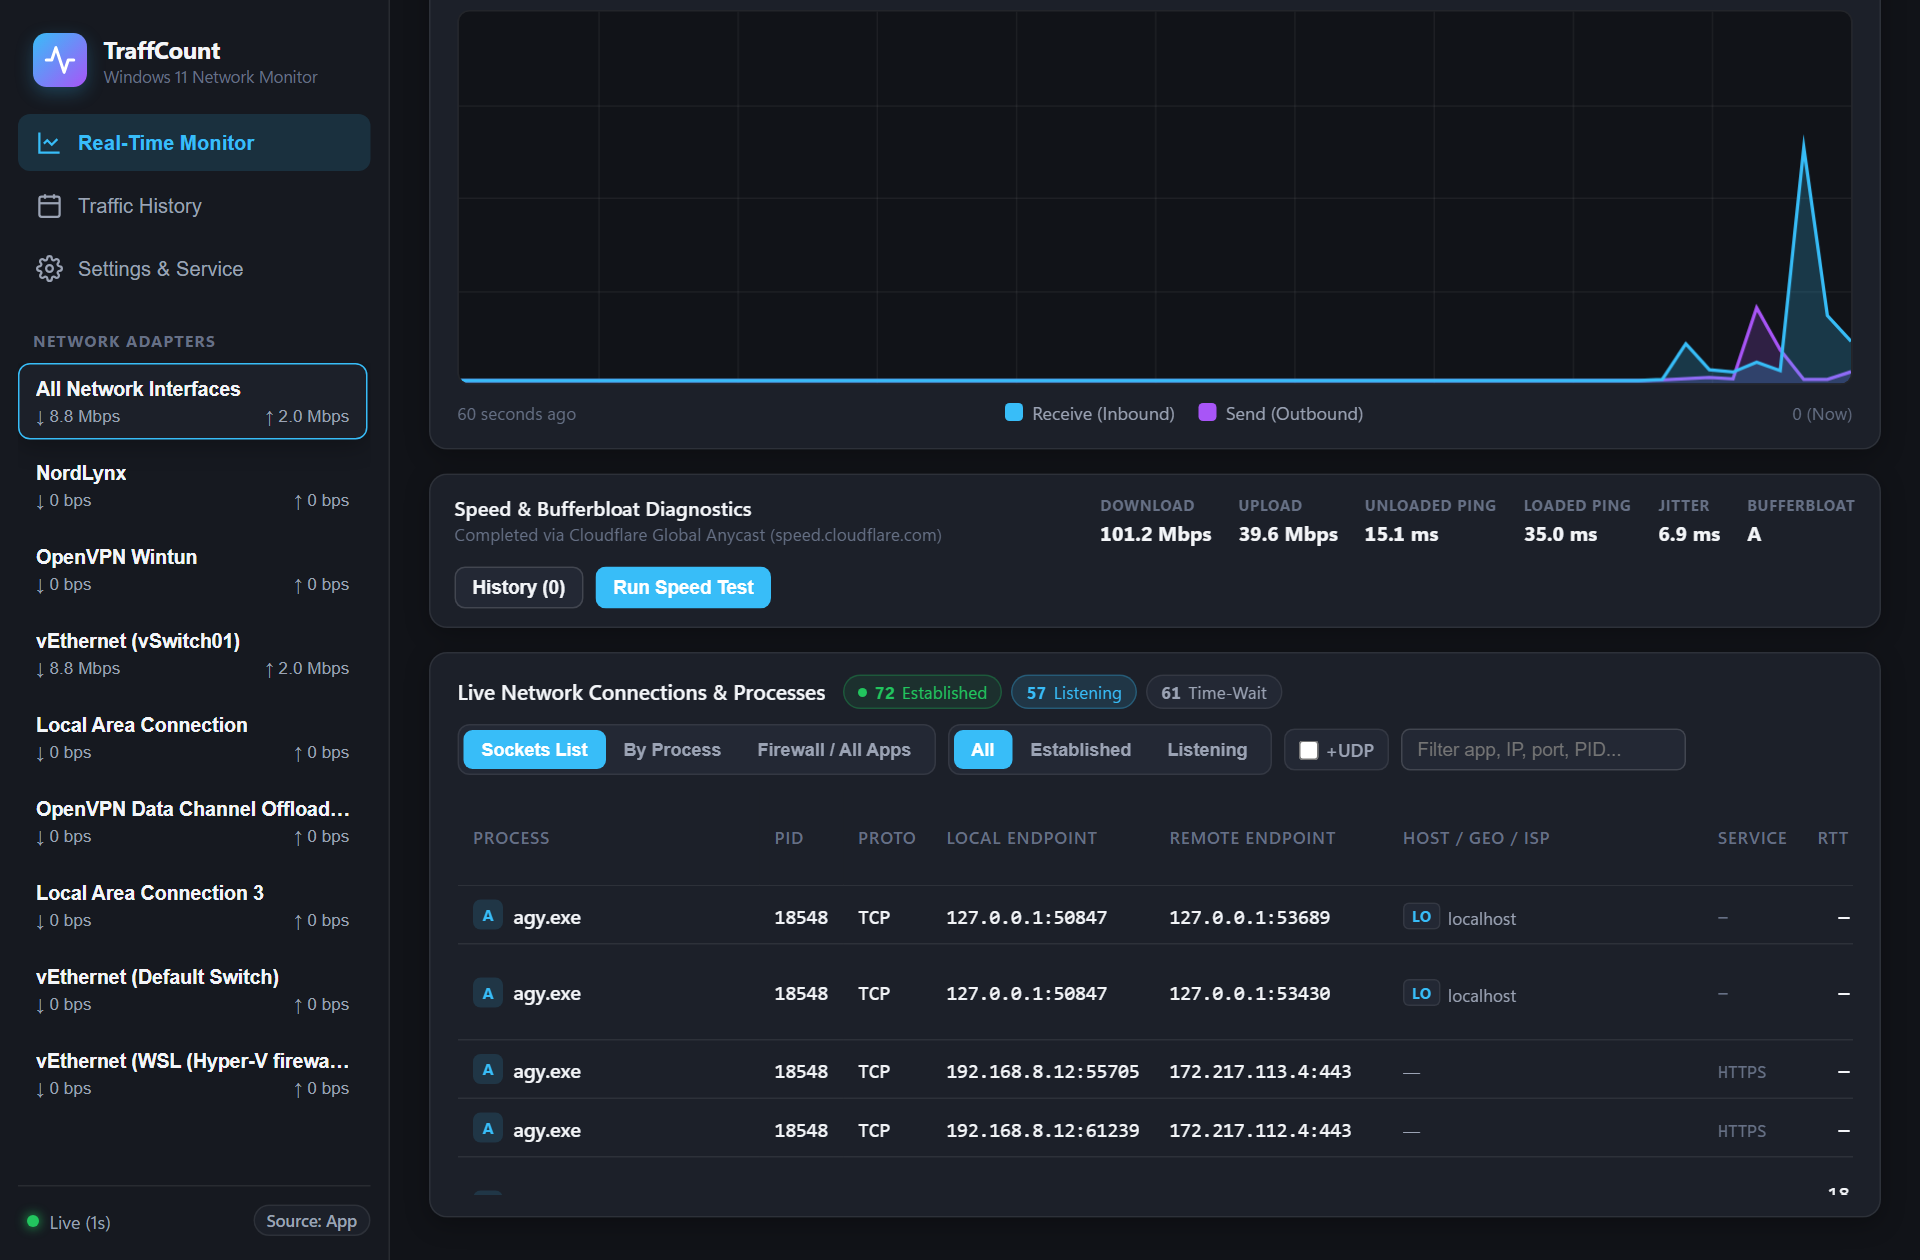 TraffCount
Windows 11 Network Monitor
Real-Time Monitor
Traffic History
Settings & Service
NETWORK ADAPTERS
All Network Interfaces
↓ 8.8 Mbps ↑ 2.0 Mbps
NordLynx
↓ 0 bps ↑ 0 bps
OpenVPN Wintun
↓ 0 bps ↑ 0 bps
vEthernet (vSwitch01)
↓ 8.8 Mbps ↑ 2.0 Mbps
Local Area Connection
↓ 0 bps ↑ 0 bps
OpenVPN Data Channel Offload...
↓ 0 bps ↑ 0 bps
Local Area Connection 3
↓ 0 bps ↑ 0 bps
vEthernet (Default Switch)
↓ 0 bps ↑ 0 bps
vEthernet (WSL (Hyper-V firewa...
↓ 0 bps ↑ 0 bps
Live (1s) Source: App
60 seconds ago Receive (Inbound) Send (Outbound) 0 (Now)
Speed & Bufferbloat Diagnostics
Completed via Cloudflare Global Anycast (speed.cloudflare.com)
DOWNLOAD UPLOAD UNLOADED PING LOADED PING JITTER BUFFERBLOAT
101.2 Mbps 39.6 Mbps 15.1 ms 35.0 ms 6.9 ms A
History (0) Run Speed Test
Live Network Connections & Processes 72 Established 57 Listening 61 Time-Wait
Sockets List By Process Firewall / All Apps All Established Listening +UDP Filter app, IP, port, PID...
PROCESS PID PROTO LOCAL ENDPOINT REMOTE ENDPOINT HOST / GEO / ISP SERVICE RTT
A agy.exe 18548 TCP 127.0.0.1:50847 127.0.0.1:53689 LO localhost – –
A agy.exe 18548 TCP 127.0.0.1:50847 127.0.0.1:53430 LO localhost – –
A agy.exe 18548 TCP 192.168.8.12:55705 172.217.113.4:443 — HTTPS –
A agy.exe 18548 TCP 192.168.8.12:61239 172.217.112.4:443 — HTTPS –